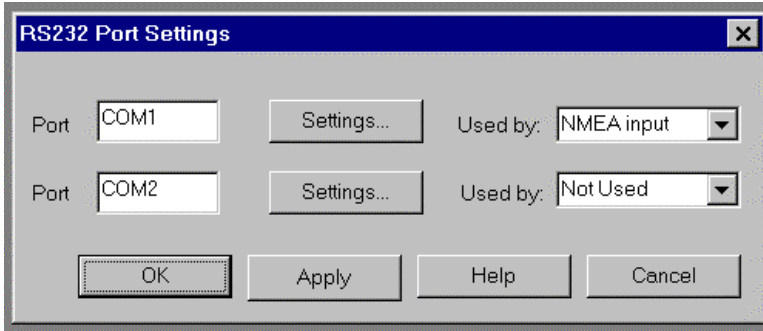 RS232 Port Settings
Port COM1 Settings... Used by: NMEA input
Port COM2 Settings... Used by: Not Used
OK Apply Help Cancel